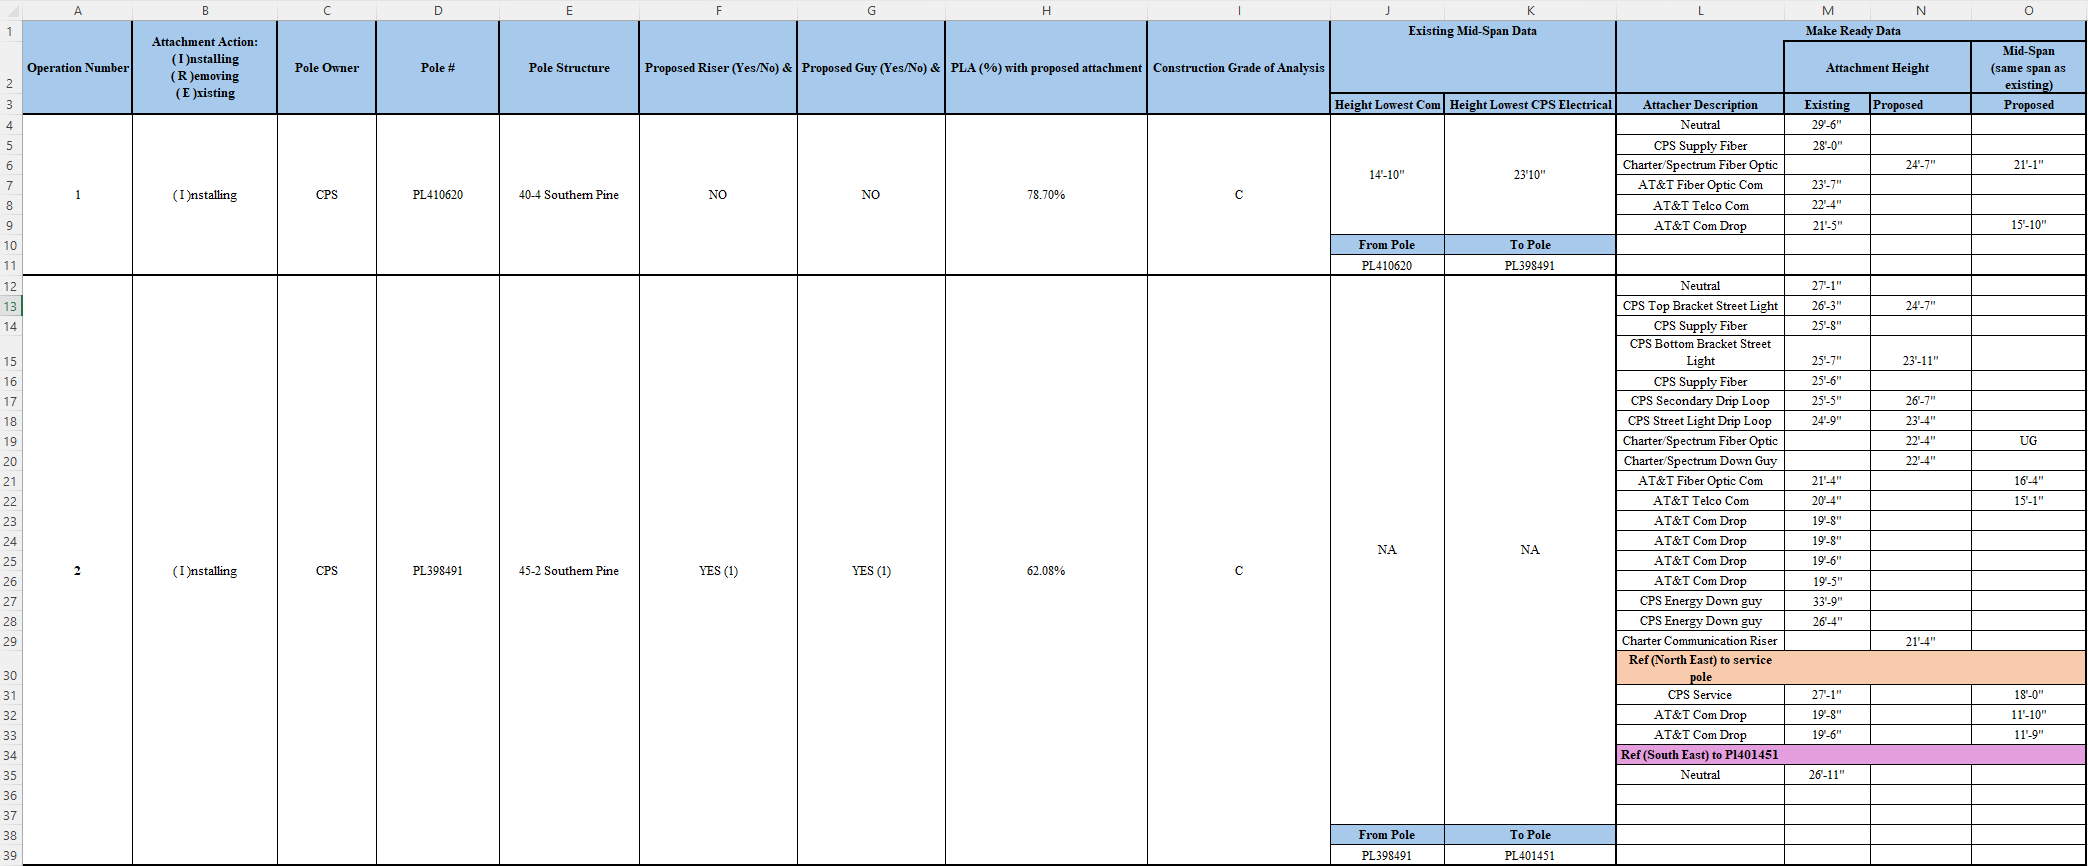 A B C D E F G H I J K L M N O
1 Existing Mid-Span Data Make Ready Data
2 Operation Number
Attachment Action:
( I )nstalling
( R )emoving
( E )xisting
Pole Owner
Pole #
Pole Structure
Proposed Riser (Yes/No) &
Proposed Guy (Yes/No) &
PLA (%) with proposed attachment
Construction Grade of Analysis
Attachment Height
Mid-Span
(same span as
existing)
3 Height Lowest Com Height Lowest CPS Electrical Attacher Description Existing Proposed Proposed
4 Neutral 29'-6"
5 CPS Supply Fiber 28'-0"
6 Charter/Spectrum Fiber Optic 24'-7" 21'-1"
14'-10" 23'10"
7 AT&T Fiber Optic Com 23'-7"
1 ( I )nstalling CPS PL410620 40-4 Southern Pine NO NO 78.70% C
8 AT&T Telco Com 22'-4"
9 AT&T Com Drop 21'-5" 15'-10"
10 From Pole To Pole
11 PL410620 PL398491
12 Neutral 27'-1"
13 CPS Top Bracket Street Light 26'-3" 24'-7"
14 CPS Supply Fiber 25'-8"
CPS Bottom Bracket Street
15 Light 25'-7" 23'-11"
16 CPS Supply Fiber 25'-6"
17 CPS Secondary Drip Loop 25'-5" 26'-7"
18 CPS Street Light Drip Loop 24'-9" 23'-4"
19 Charter/Spectrum Fiber Optic 22'-4" UG
20 Charter/Spectrum Down Guy 22'-4"
21 AT&T Fiber Optic Com 21'-4" 16'-4"
22 AT&T Telco Com 20'-4" 15'-1"
23 AT&T Com Drop 19'-8"
24 AT&T Com Drop 19'-8"
NA NA
25 AT&T Com Drop 19'-6"
2 ( I )nstalling CPS PL398491 45-2 Southern Pine YES (1) YES (1) 62.08% C
26 AT&T Com Drop 19'-5"
27 CPS Energy Down guy 33'-9"
28 CPS Energy Down guy 26'-4"
29 Charter Communication Riser 21'-4"
Ref (North East) to service
30 pole
31 CPS Service 27'-1" 18'-0"
32 AT&T Com Drop 19'-8" 11'-10"
33 AT&T Com Drop 19'-6" 11'-9"
34 Ref (South East) to Pl401451
35 Neutral 26'-11"
36
37
38 From Pole To Pole
39 PL398491 PL401451